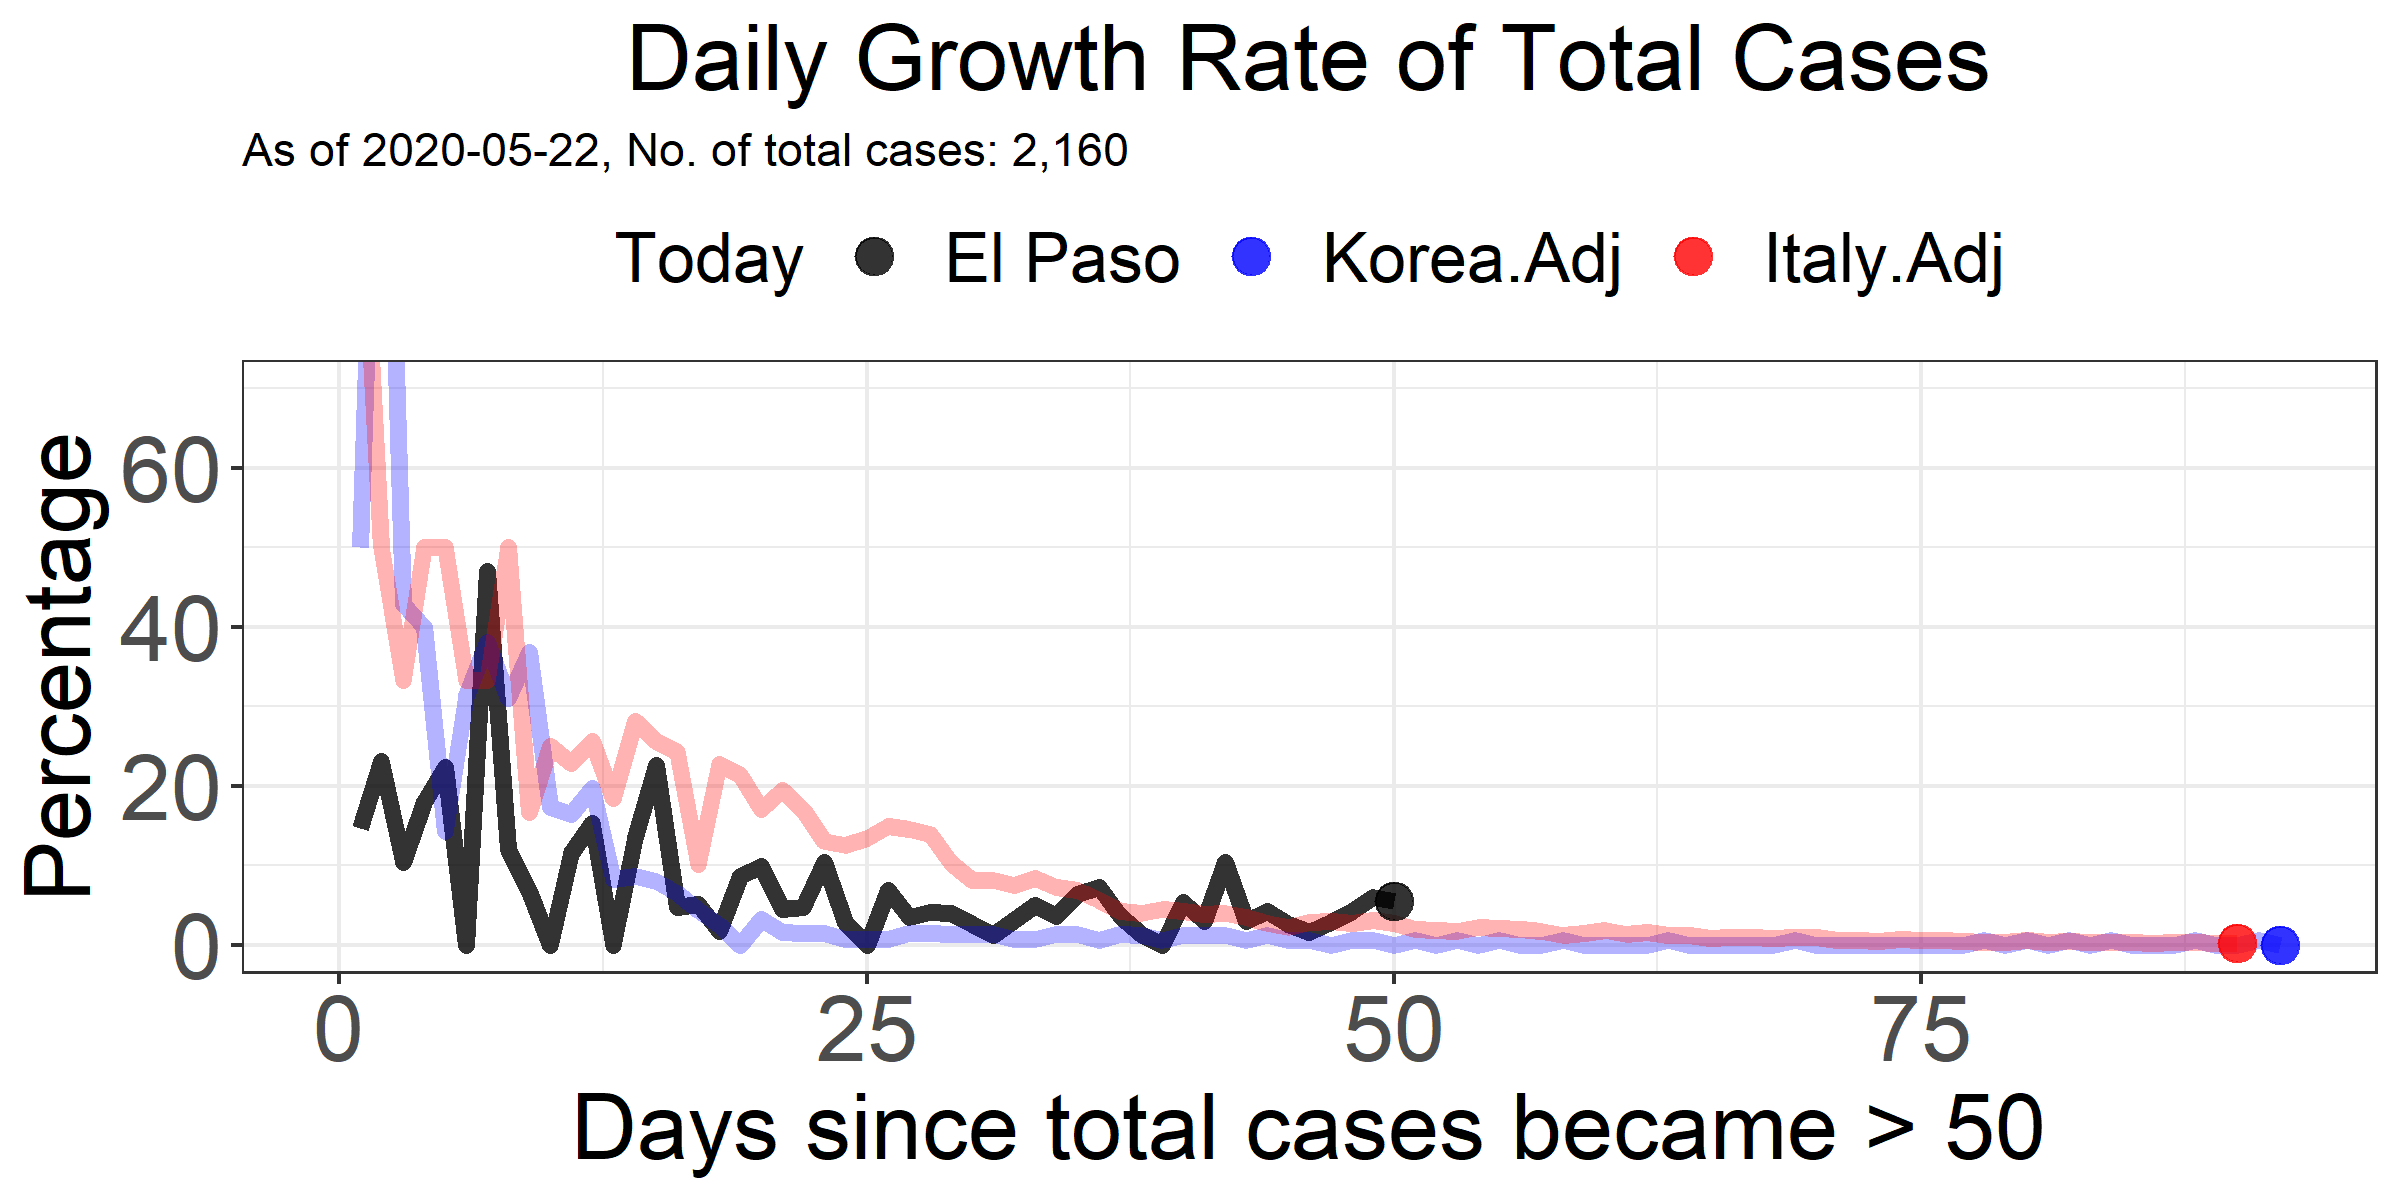 Daily Growth Rate of Total Cases
As of 2020-05-22, No. of total cases: 2,160
Today El Paso Korea.Adj Italy.Adj
Percentage
60
40
20
0
0 25 50 75
Days since total cases became > 50